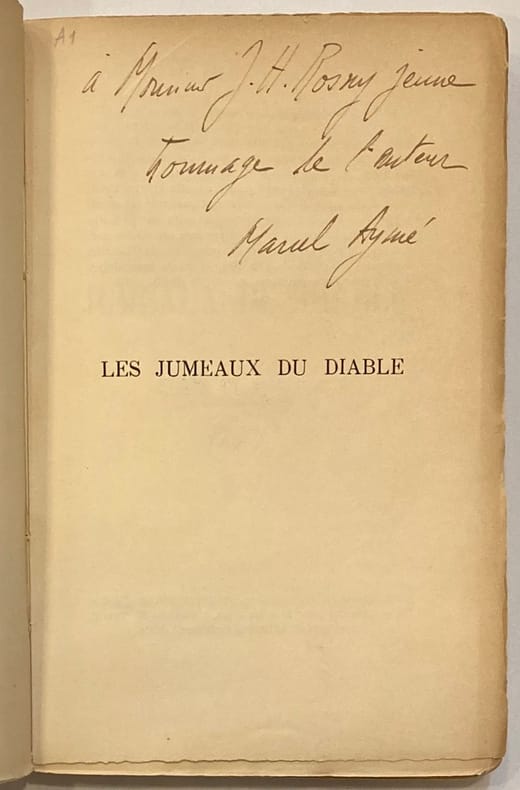 A1
à Monsieur J.H. Rosny jeune
hommage de l'auteur
Marcel Aymé
LES JUMEAUX DU DIABLE